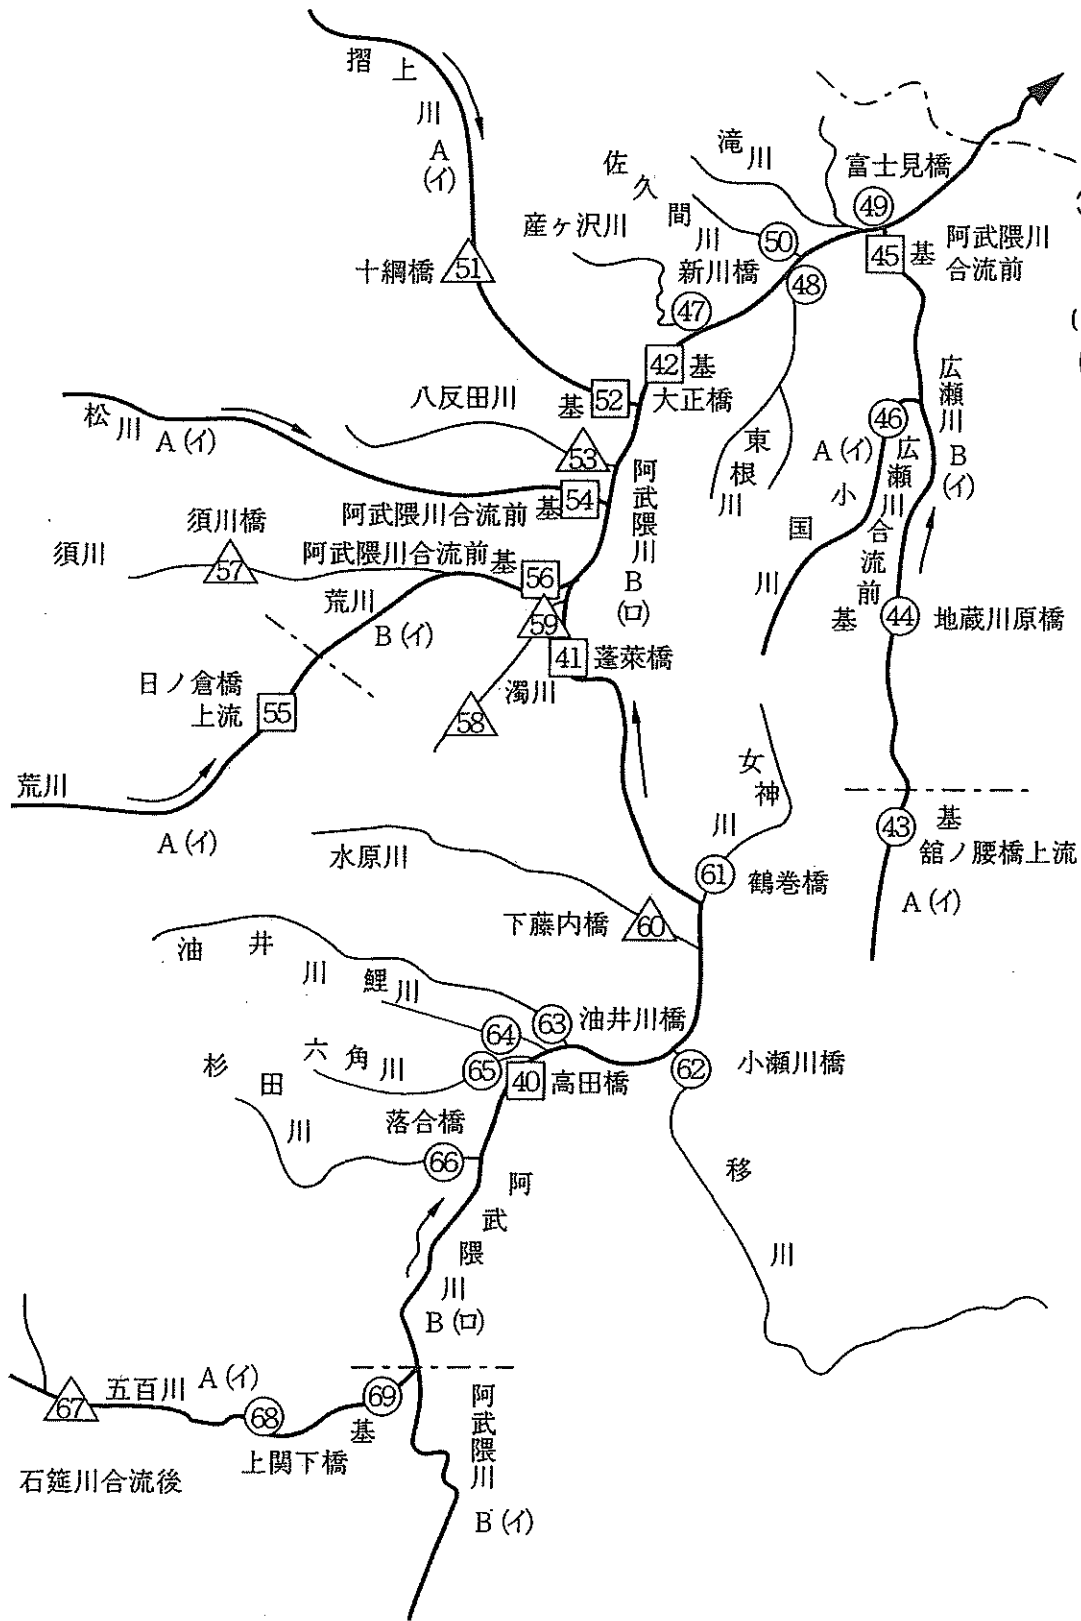 摺上川
A
(イ)
十綱橋
51
佐久間川
滝川
産ヶ沢川
富士見橋
49
50
45
基
阿武隈川
合流前
新川橋
47
48
42
基
大正橋
八反田川
基
52
53
松川
A(イ)
阿武隈川合流前
基
54
須川
須川橋
57
阿武隈川合流前
基
56
荒川
B(イ)
59
41
蓬萊橋
濁川
58
日ノ倉橋
上流
55
荒川
A(イ)
阿武隈川
B
(ロ)
東根川
広瀬川
B
(イ)
46
A(イ)
小国川
広瀬川合流前
基
44
地蔵川原橋
43
基
舘ノ腰橋上流
A(イ)
女神川
61
鶴巻橋
水原川
下藤内橋
60
油井川
鯉川
63
油井川橋
64
六角川
65
40
高田橋
62
小瀬川橋
移川
杉田川
落合橋
66
阿武隈川
B(ロ)
67
五百川
A(イ)
68
69
基
上関下橋
石筵川合流後
阿武隈川
B(イ)